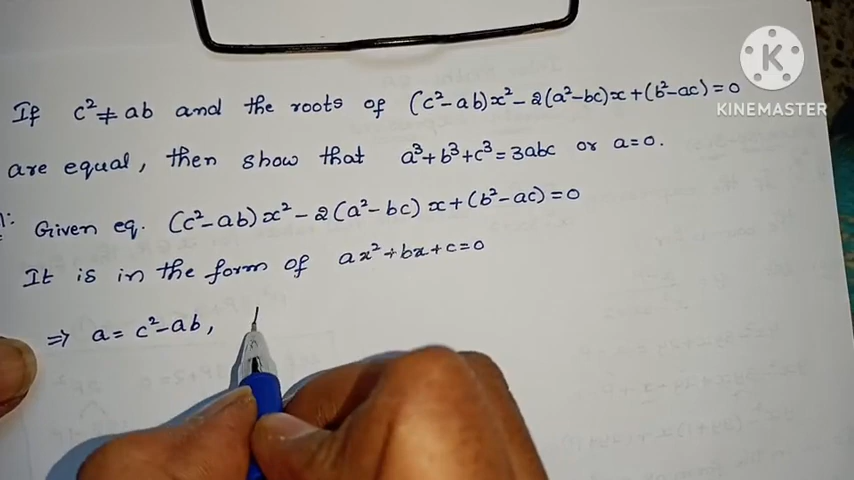 If c² ≠ ab and the roots of (c²-ab)x² - 2(a²-bc)x + (b²-ac) = 0
are equal, then show that a³+b³+c³ = 3abc or a=0.
Given eq. (c²-ab)x² - 2(a²-bc)x + (b²-ac) = 0
It is in the form of ax²+bx+c=0
⇒ a = c²-ab,
KINEMASTER